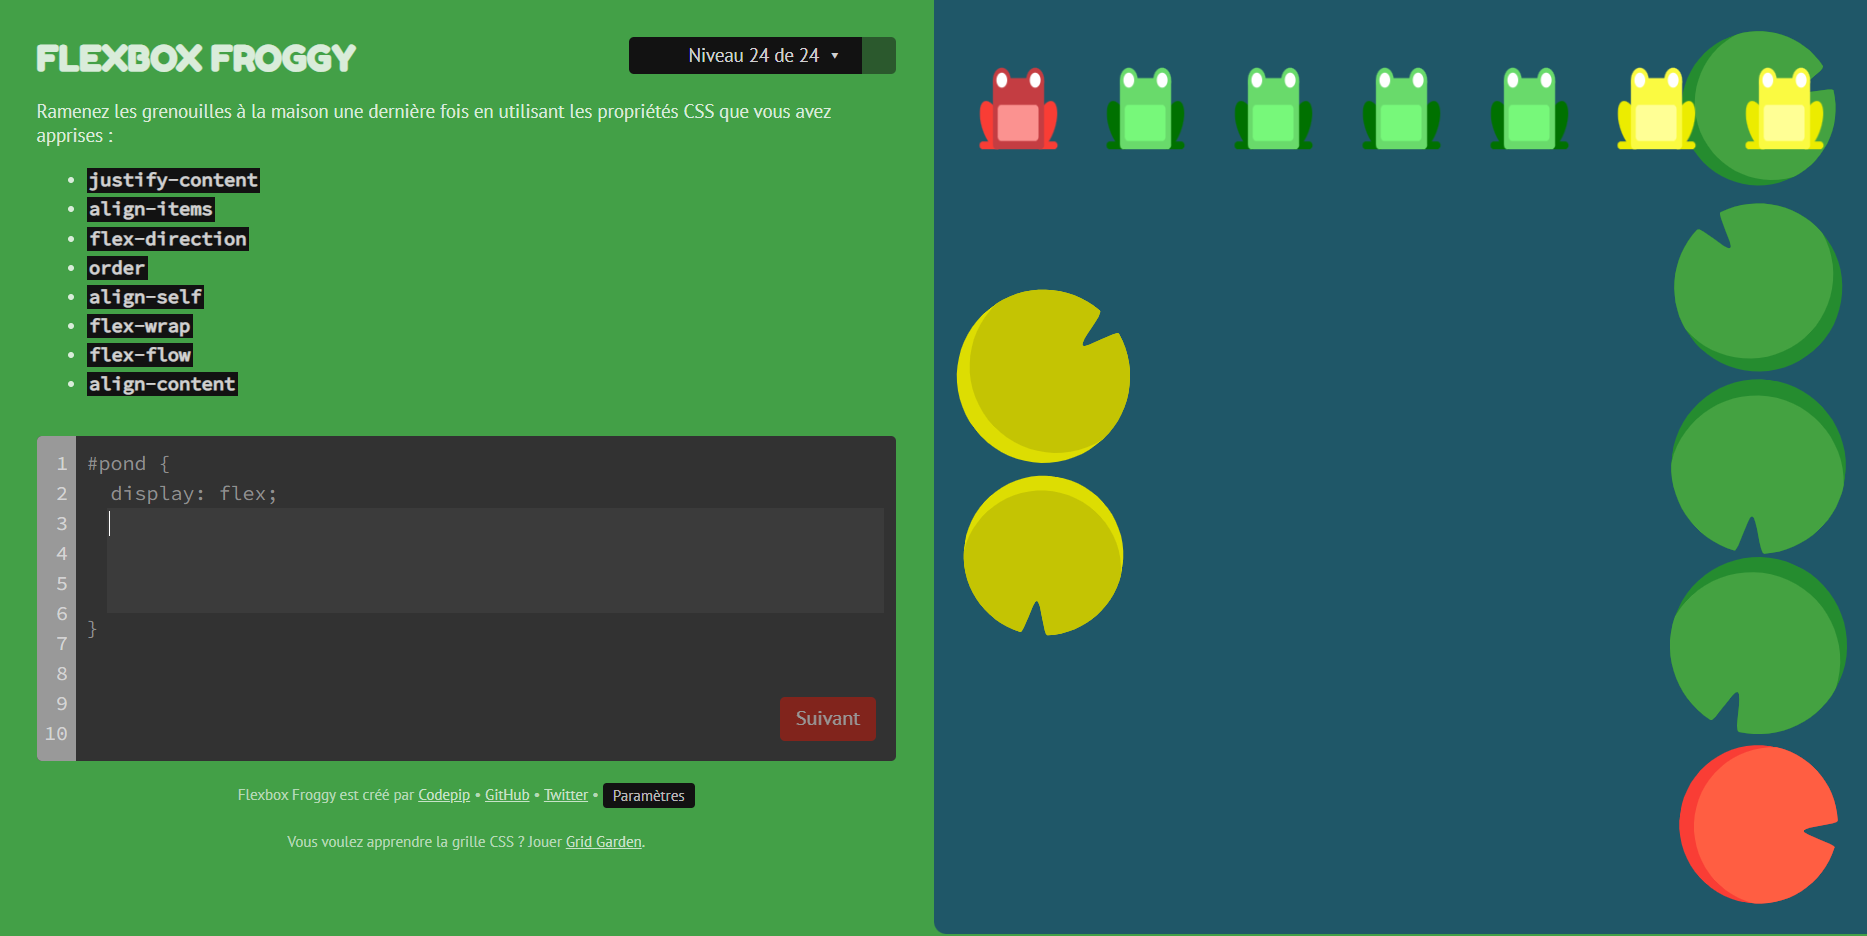 FLEXBOX FROGGY
Niveau 24 de 24 ▼
Ramenez les grenouilles à la maison une dernière fois en utilisant les propriétés CSS que vous avez
apprises :
• justify-content
• align-items
• flex-direction
• order
• align-self
• flex-wrap
• flex-flow
• align-content
1 #pond {
2 display: flex;
3
4
5
6 }
7
8
9
10
Suivant
Flexbox Froggy est créé par Codepip • GitHub • Twitter • Paramètres
Vous voulez apprendre la grille CSS ? Jouer Grid Garden.